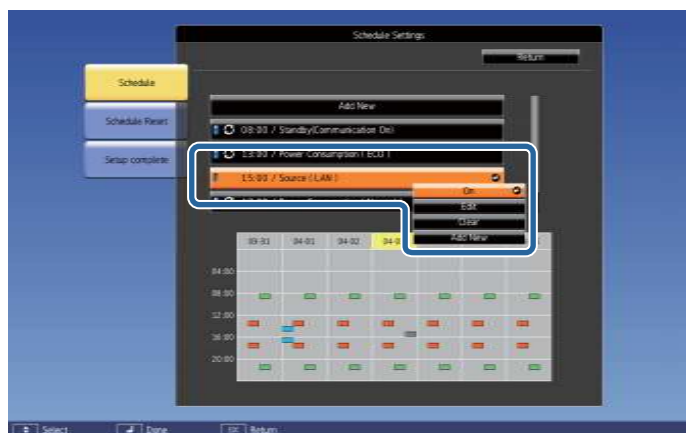 Schedule Settings
Return
Schedule
Schedule Reset
Setup complete
Add New
08:00 / Standby(Communication On)
13:00 / Power Consumption ( ECO )
15:00 / Source ( LAN )
On
Edit
Clear
Add New
03-31 04-01 04-02
04:00
08:00
12:00
16:00
20:00
Select Done Esc Return